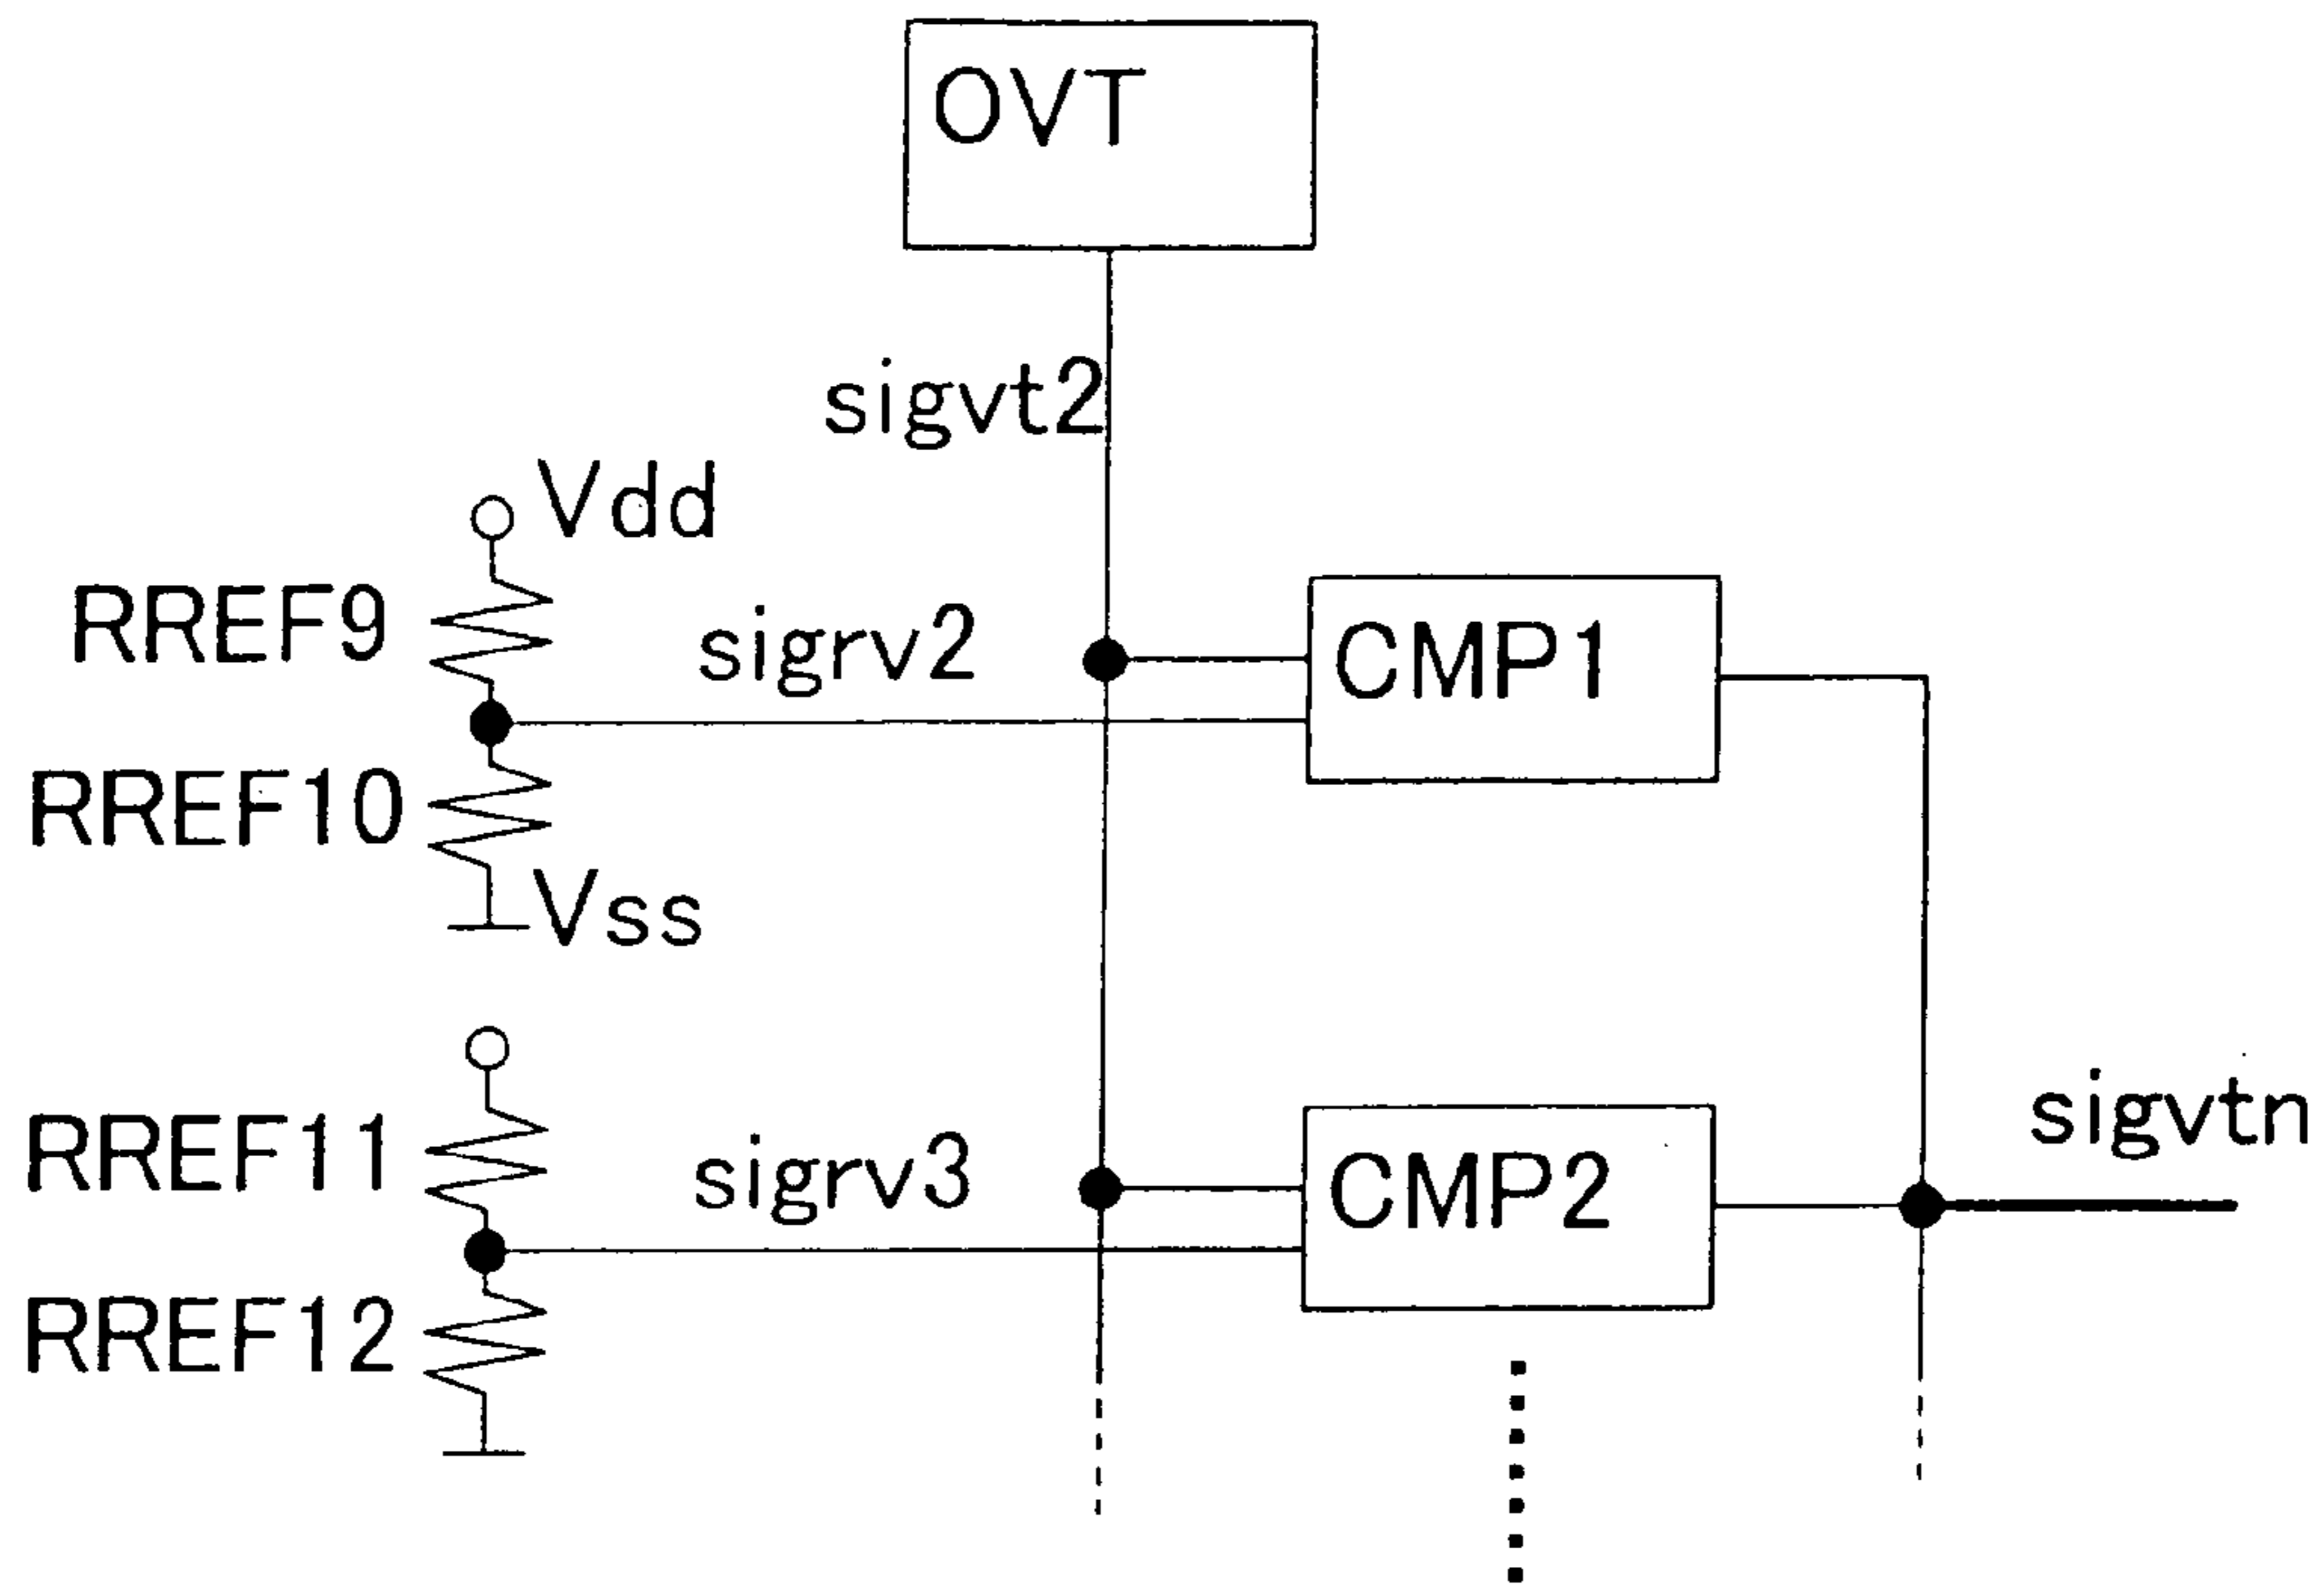 OVT
sigvt2
Vdd
RREF9
sigrv2
CMP1
RREF10
Vss
RREF11
sigrv3
CMP2
sigvtn
RREF12